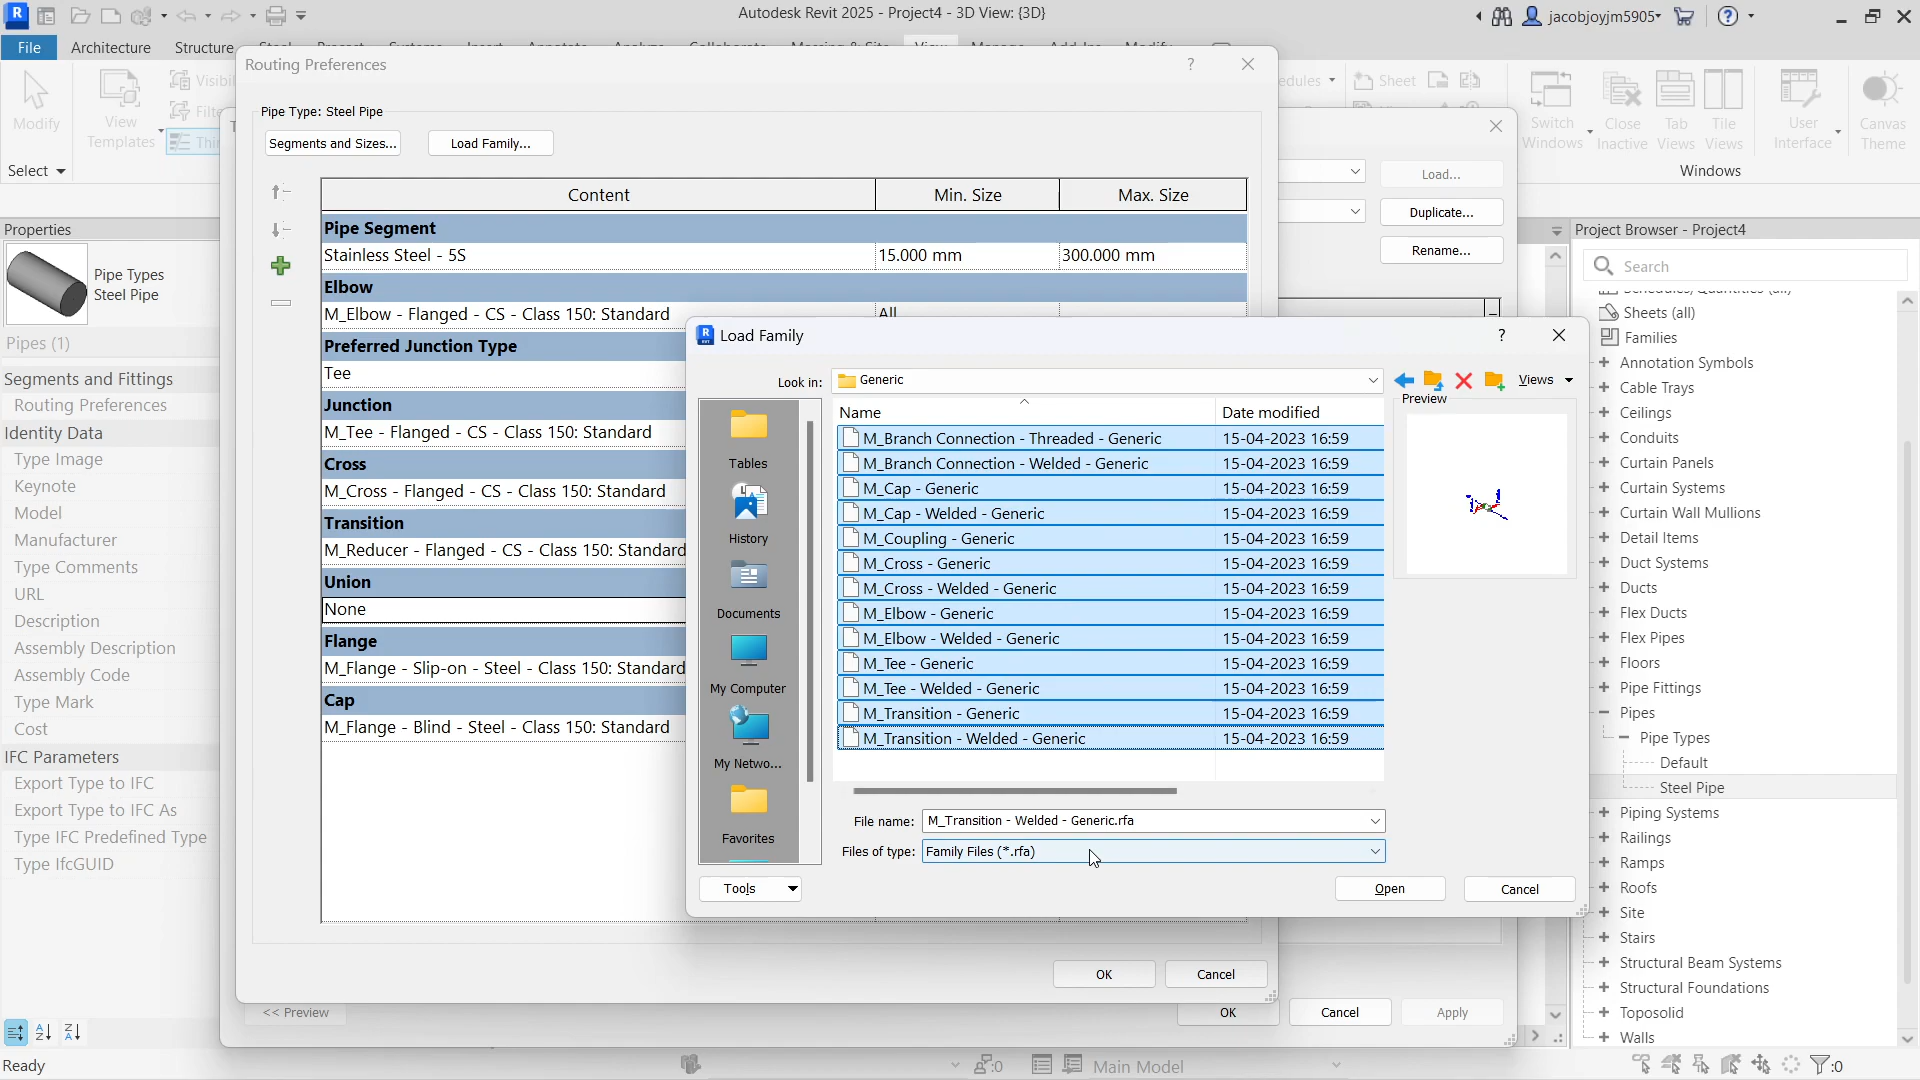 Autodesk Revit 2025 - Project4 - 3D View: {3D}
jacobjoyjm5905
File
Architecture
Structure
Modify
View
Templates
Select
Switch
Windows
Close
Inactive
Tab
Views
Tile
Views
User
Interface
Canvas
Theme
Windows
Sheet
Properties
Pipe Types
Steel Pipe
Pipes (1)
Segments and Fittings
Routing Preferences
Identity Data
Type Image
Keynote
Model
Manufacturer
Type Comments
URL
Description
Assembly Description
Assembly Code
Type Mark
Cost
IFC Parameters
Export Type to IFC
Export Type to IFC As
Type IFC Predefined Type
Type IfcGUID
Ready
Routing Preferences
Pipe Type: Steel Pipe
Segments and Sizes...
Load Family...
Content Min. Size Max. Size
Pipe Segment
Stainless Steel - 5S 15.000 mm 300.000 mm
Elbow
M_Elbow - Flanged - CS - Class 150: Standard All
Preferred Junction Type
Tee
Junction
M_Tee - Flanged - CS - Class 150: Standard
Cross
M_Cross - Flanged - CS - Class 150: Standard
Transition
M_Reducer - Flanged - CS - Class 150: Standard
Union
None
Flange
M_Flange - Slip-on - Steel - Class 150: Standard
Cap
M_Flange - Blind - Steel - Class 150: Standard
OK
Cancel
<< Preview
OK
Cancel
Apply
Load...
Duplicate...
Rename...
Load Family
Look in:
Generic
Views
Preview
Tables
History
Documents
My Computer
My Netwo...
Favorites
Name Date modified
M_Branch Connection - Threaded - Generic 15-04-2023 16:59
M_Branch Connection - Welded - Generic 15-04-2023 16:59
M_Cap - Generic 15-04-2023 16:59
M_Cap - Welded - Generic 15-04-2023 16:59
M_Coupling - Generic 15-04-2023 16:59
M_Cross - Generic 15-04-2023 16:59
M_Cross - Welded - Generic 15-04-2023 16:59
M_Elbow - Generic 15-04-2023 16:59
M_Elbow - Welded - Generic 15-04-2023 16:59
M_Tee - Generic 15-04-2023 16:59
M_Tee - Welded - Generic 15-04-2023 16:59
M_Transition - Generic 15-04-2023 16:59
M_Transition - Welded - Generic 15-04-2023 16:59
File name: M_Transition - Welded - Generic.rfa
Files of type: Family Files (*.rfa)
Tools
Open
Cancel
Project Browser - Project4
Search
Sheets (all)
Families
Annotation Symbols
Cable Trays
Ceilings
Conduits
Curtain Panels
Curtain Systems
Curtain Wall Mullions
Detail Items
Duct Systems
Ducts
Flex Ducts
Flex Pipes
Floors
Pipe Fittings
Pipes
Pipe Types
Default
Steel Pipe
Piping Systems
Railings
Ramps
Roofs
Site
Stairs
Structural Beam Systems
Structural Foundations
Toposolid
Walls
:0
Main Model
:0